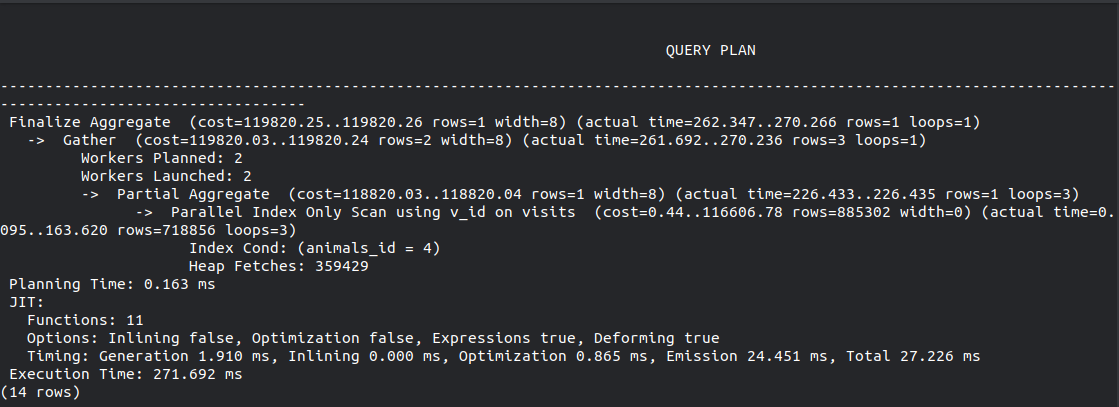 QUERY PLAN
---------------------------------------------------------------------------------------------------------------------------
----------------------------------
Finalize Aggregate  (cost=119820.25..119820.26 rows=1 width=8) (actual time=262.347..270.266 rows=1 loops=1)
->  Gather  (cost=119820.03..119820.24 rows=2 width=8) (actual time=261.692..270.236 rows=3 loops=1)
Workers Planned: 2
Workers Launched: 2
->  Partial Aggregate  (cost=118820.03..118820.04 rows=1 width=8) (actual time=226.433..226.435 rows=1 loops=3)
->  Parallel Index Only Scan using v_id on visits  (cost=0.44..116606.78 rows=885302 width=0) (actual time=0.
095..163.620 rows=718856 loops=3)
Index Cond: (animals_id = 4)
Heap Fetches: 359429
Planning Time: 0.163 ms
JIT:
Functions: 11
Options: Inlining false, Optimization false, Expressions true, Deforming true
Timing: Generation 1.910 ms, Inlining 0.000 ms, Optimization 0.865 ms, Emission 24.451 ms, Total 27.226 ms
Execution Time: 271.692 ms
(14 rows)